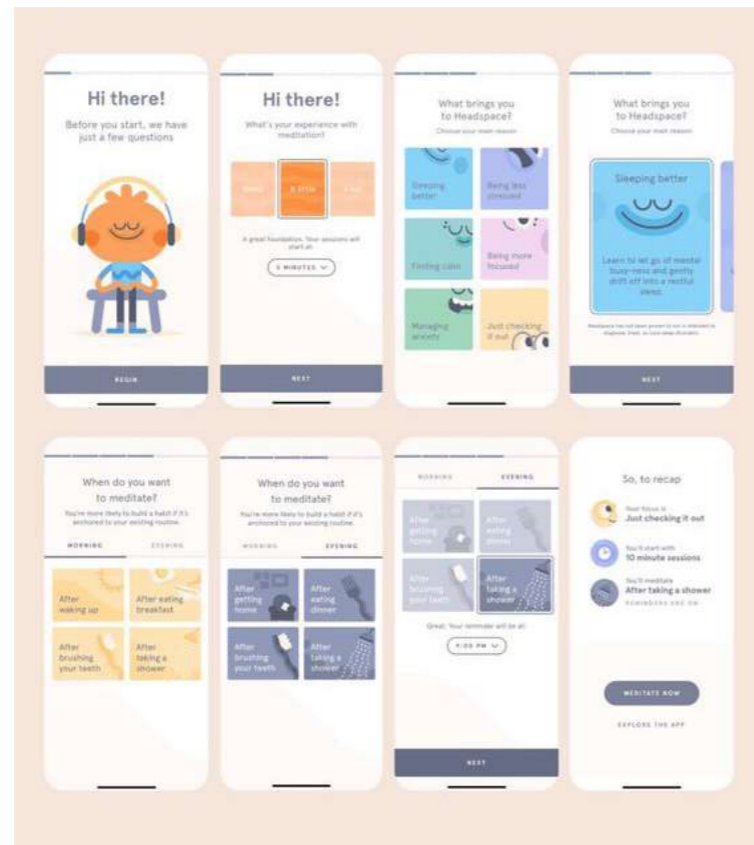 Hi there!
Before you start, we have
just a few questions
BEGIN
Hi there!
What's your experience with
meditation?
A little
A great foundation. Your sessions will
start at:
5 MINUTES
NEXT
What brings you
to Headspace?
Choose your main reason
Sleeping
better
Being less
stressed
Finding calm
Being more
focused
Managing
anxiety
Just checking
it out
What brings you
to Headspace?
Choose your main reason
Sleeping better
Learn to let go of mental
busy-ness and gently
drift off into a restful
sleep.
NEXT
When do you want
to meditate?
You're more likely to build a habit if it's
anchored to your existing routine.
MORNING
EVENING
After
waking up
After eating
breakfast
After
brushing
your teeth
After
taking a
shower
When do you want
to meditate?
You're more likely to build a habit if it's
anchored to your existing routine.
MORNING
EVENING
After
getting
home
After
eating
dinner
After
brushing
your teeth
After
taking a
shower
MORNING
EVENING
After
getting
home
After
eating
dinner
After
brushing
your teeth
After
taking a
shower
Great. Your reminder will be at:
9:00 PM
NEXT
So, to recap
Your focus is
Just checking it out
You'll start with
10 minute sessions
You'll meditate
After taking a shower
REMINDERS ARE ON
MEDITATE NOW
EXPLORE THE APP